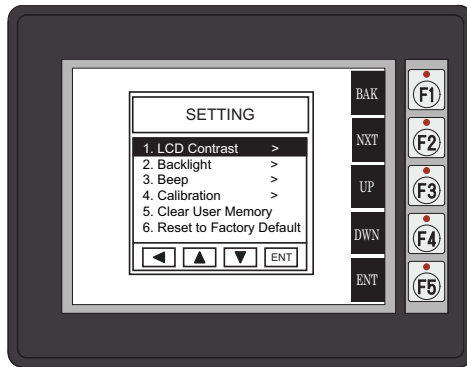 SETTING
1. LCD Contrast >
2. Backlight >
3. Beep >
4. Calibration >
5. Clear User Memory
6. Reset to Factory Default
ENT
BAK
NXT
UP
DWN
ENT
F1
F2
F3
F4
F5